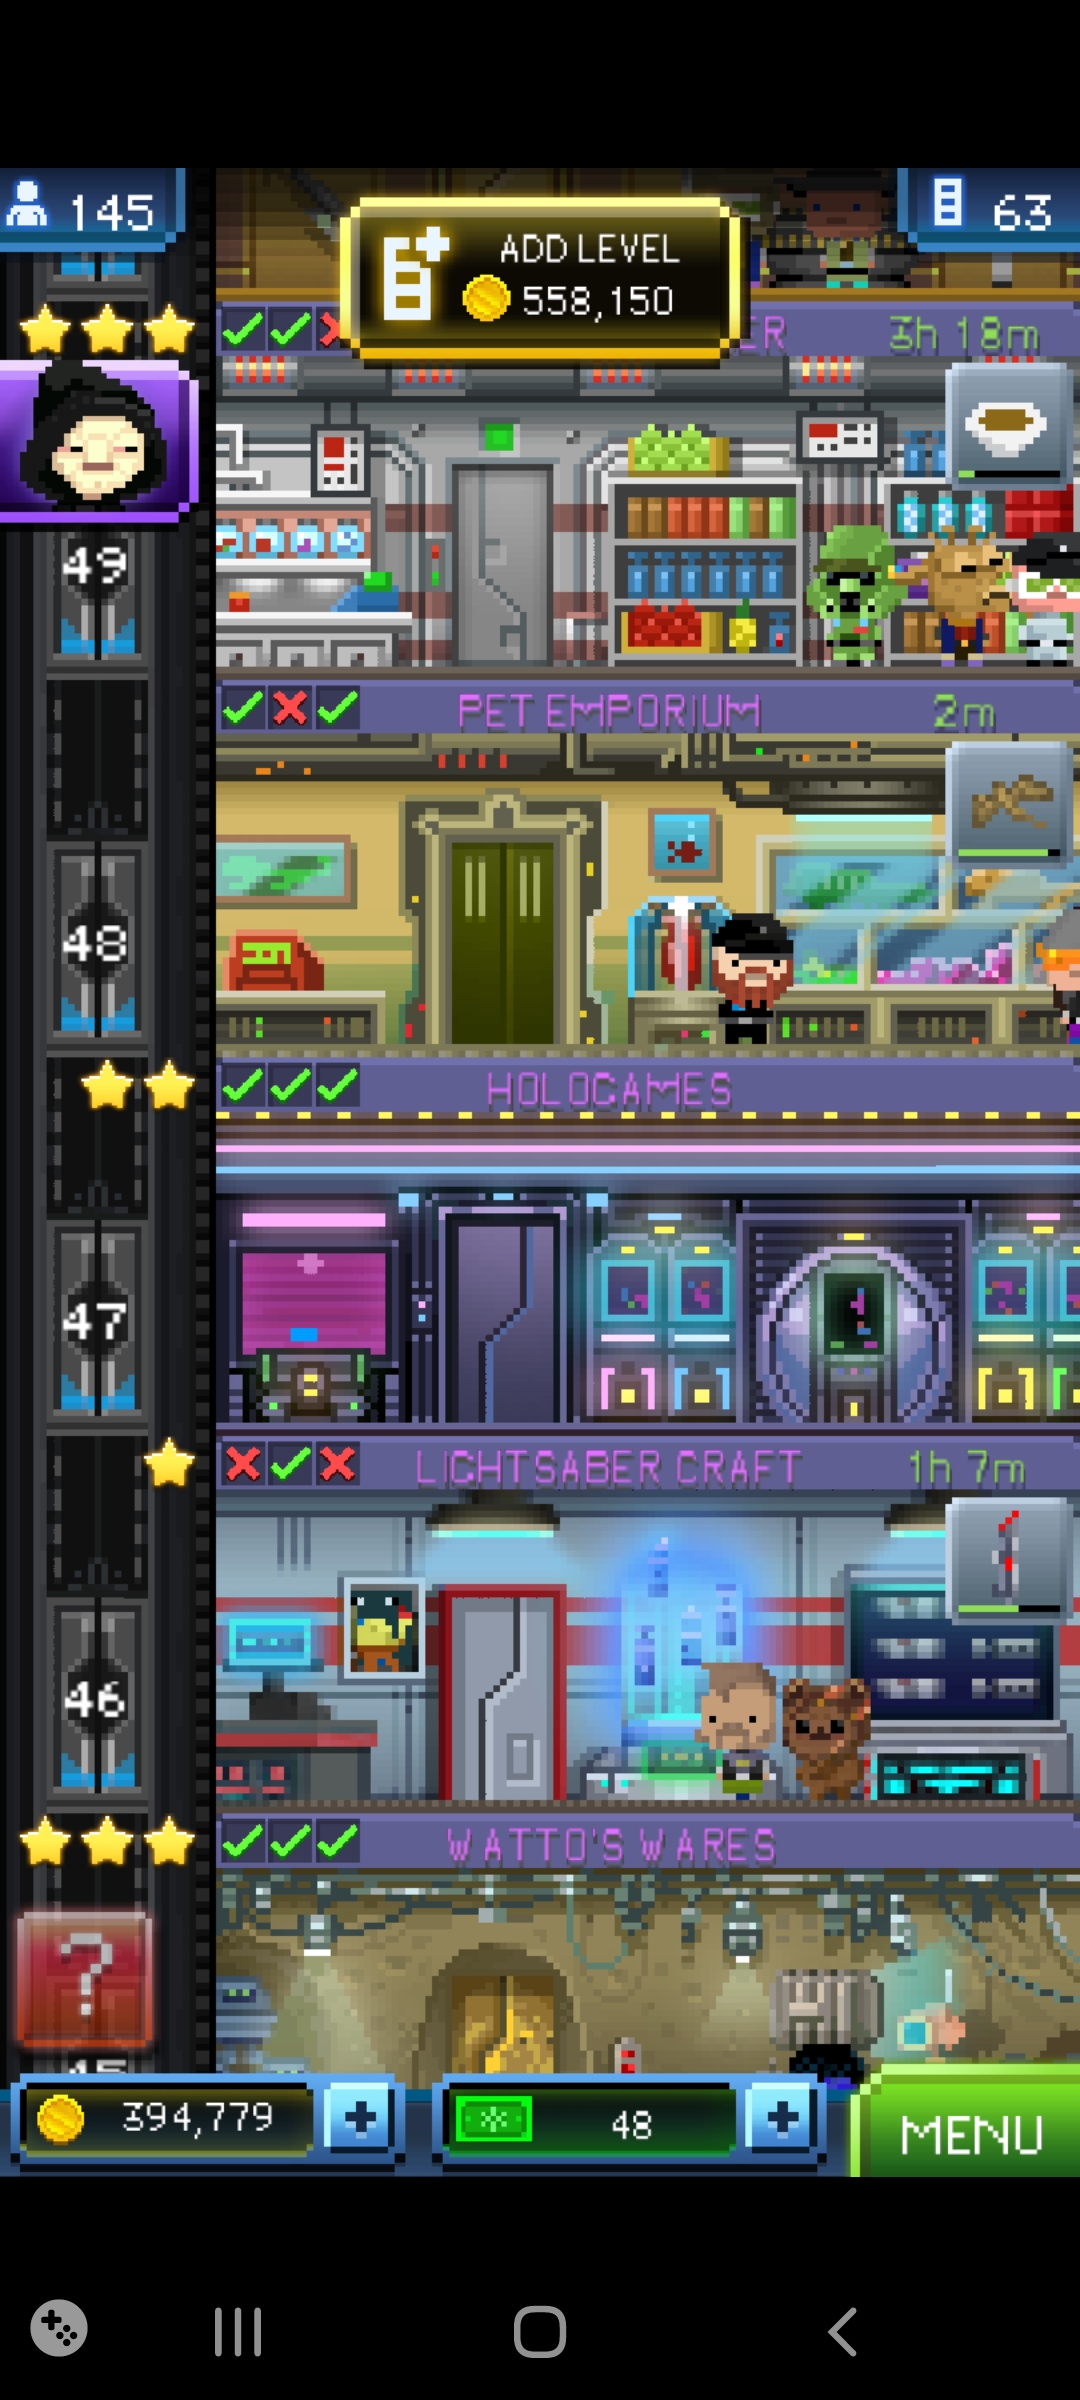 145
ADD LEVEL
558,150
63
ER 3h 18m
49
PET EMPORIUM 2m
48
HOLOGAMES
47
LIGHTSABER CRAFT 1h 7m
46
WATTO'S WARES
?
45
394,779
48
MENU